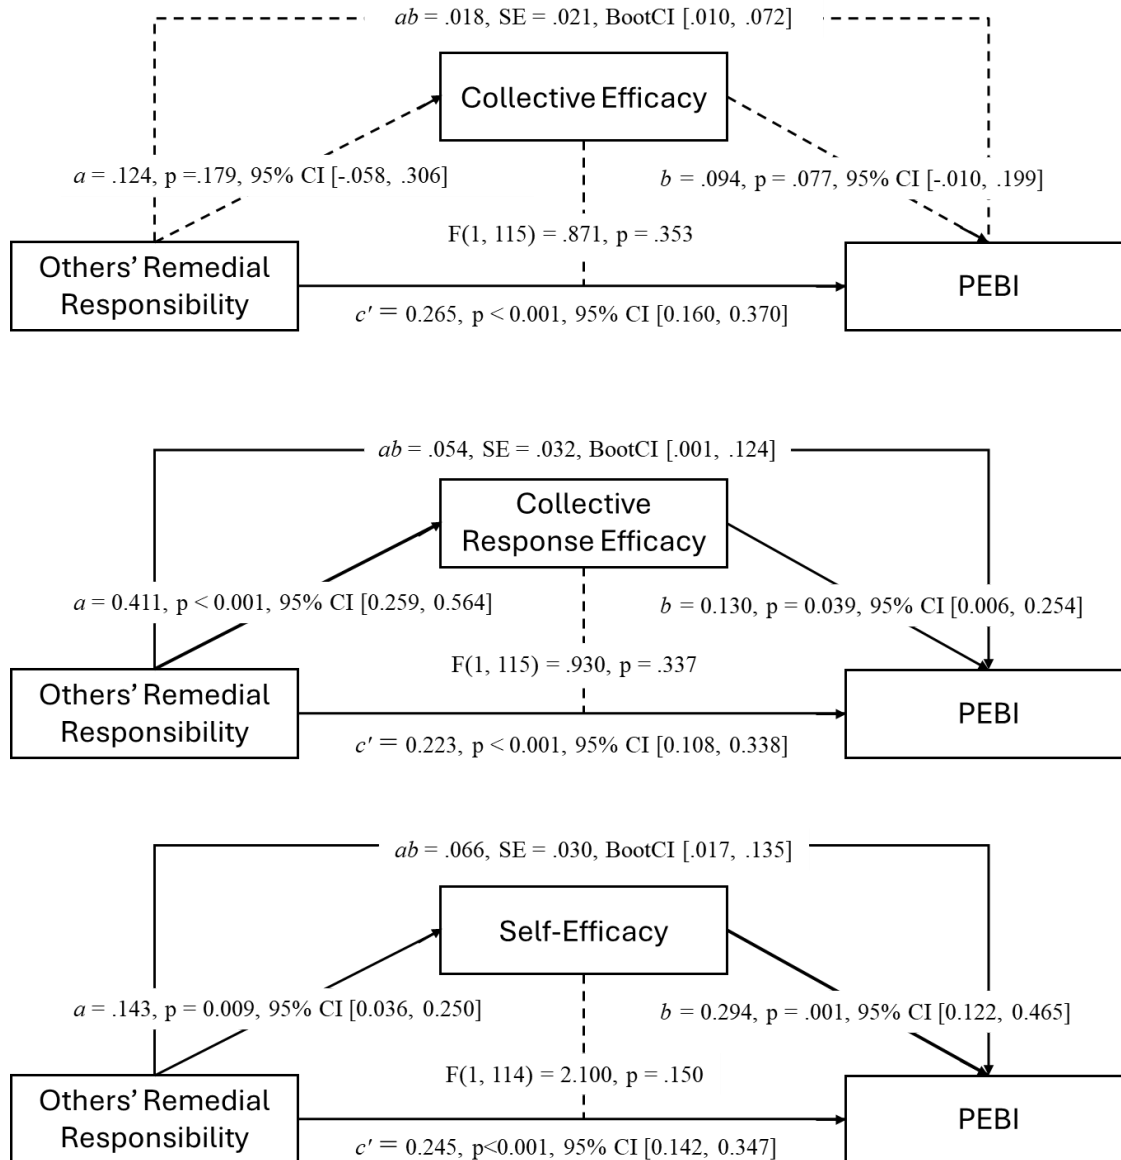 ab = .018, SE = .021, BootCI [.010, .072]
Collective Efficacy
a = .124, p =.179, 95% CI [-.058, .306]
b = .094, p = .077, 95% CI [-.010, .199]
F(1, 115) = .871, p = .353
Others' Remedial
Responsibility
PEBI
c′ = 0.265, p < 0.001, 95% CI [0.160, 0.370]
ab = .054, SE = .032, BootCI [.001, .124]
Collective
Response Efficacy
a = 0.411, p < 0.001, 95% CI [0.259, 0.564]
b = 0.130, p = 0.039, 95% CI [0.006, 0.254]
F(1, 115) = .930, p = .337
Others' Remedial
Responsibility
PEBI
c′ = 0.223, p < 0.001, 95% CI [0.108, 0.338]
ab = .066, SE = .030, BootCI [.017, .135]
Self-Efficacy
a = .143, p = 0.009, 95% CI [0.036, 0.250]
b = 0.294, p = .001, 95% CI [0.122, 0.465]
F(1, 114) = 2.100, p = .150
Others' Remedial
Responsibility
PEBI
c′ = 0.245, p<0.001, 95% CI [0.142, 0.347]